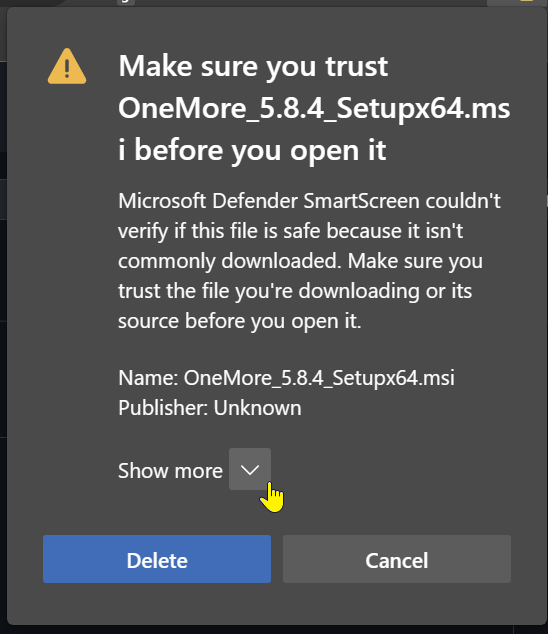 Make sure you trust
OneMore_5.8.4_Setupx64.ms
i before you open it
Microsoft Defender SmartScreen couldn't
verify if this file is safe because it isn't
commonly downloaded. Make sure you
trust the file you're downloading or its
source before you open it.
Name: OneMore_5.8.4_Setupx64.msi
Publisher: Unknown
Show more
Delete
Cancel